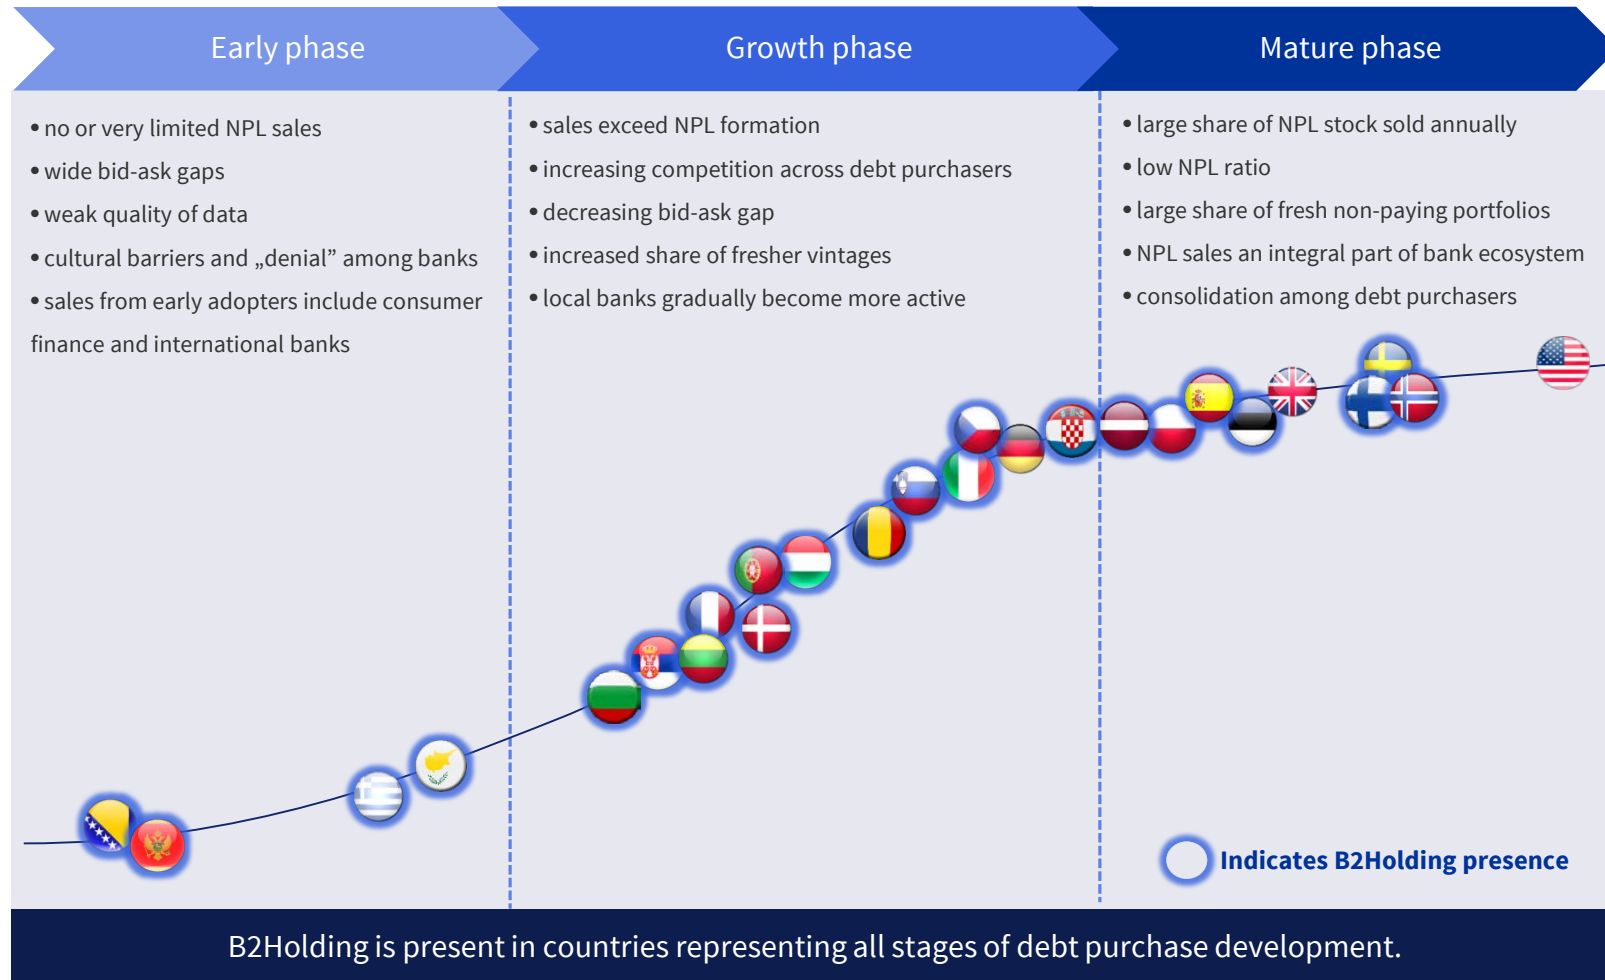 Early phase
Growth phase
Mature phase
• no or very limited NPL sales
• wide bid-ask gaps
• weak quality of data
• cultural barriers and „denial” among banks
• sales from early adopters include consumer
finance and international banks
• sales exceed NPL formation
• increasing competition across debt purchasers
• decreasing bid-ask gap
• increased share of fresher vintages
• local banks gradually become more active
• large share of NPL stock sold annually
• low NPL ratio
• large share of fresh non-paying portfolios
• NPL sales an integral part of bank ecosystem
• consolidation among debt purchasers
Indicates B2Holding presence
B2Holding is present in countries representing all stages of debt purchase development.